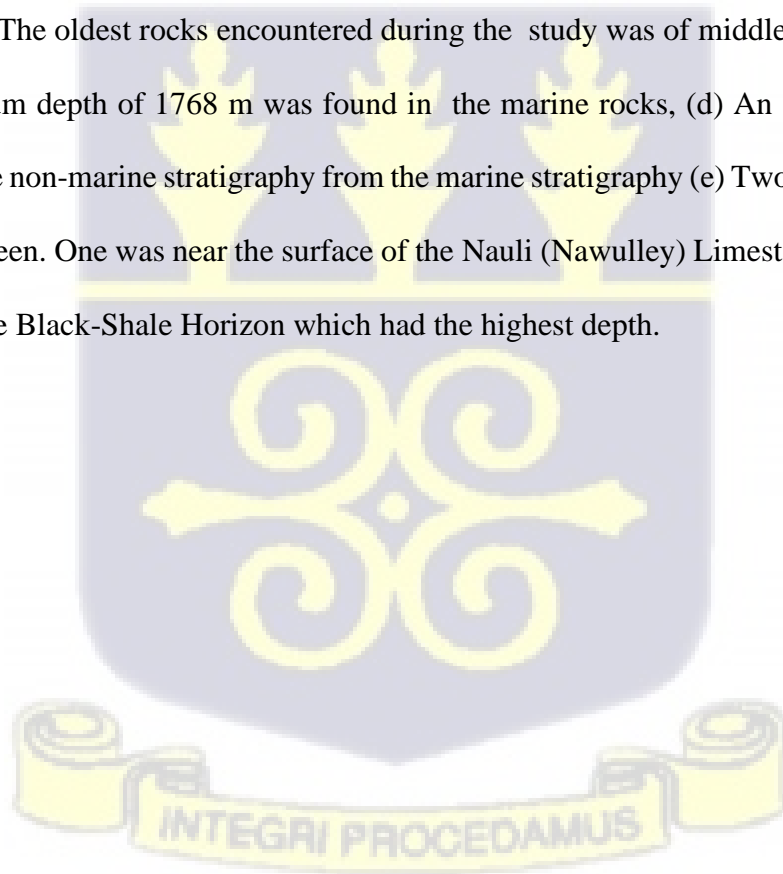 The oldest rocks encountered during the study was of middle
um depth of 1768 m was found in the marine rocks, (d) An
e non-marine stratigraphy from the marine stratigraphy (e) Two
een. One was near the surface of the Nauli (Nawulley) Limest
e Black-Shale Horizon which had the highest depth.
INTEGRI PROCEDAMUS